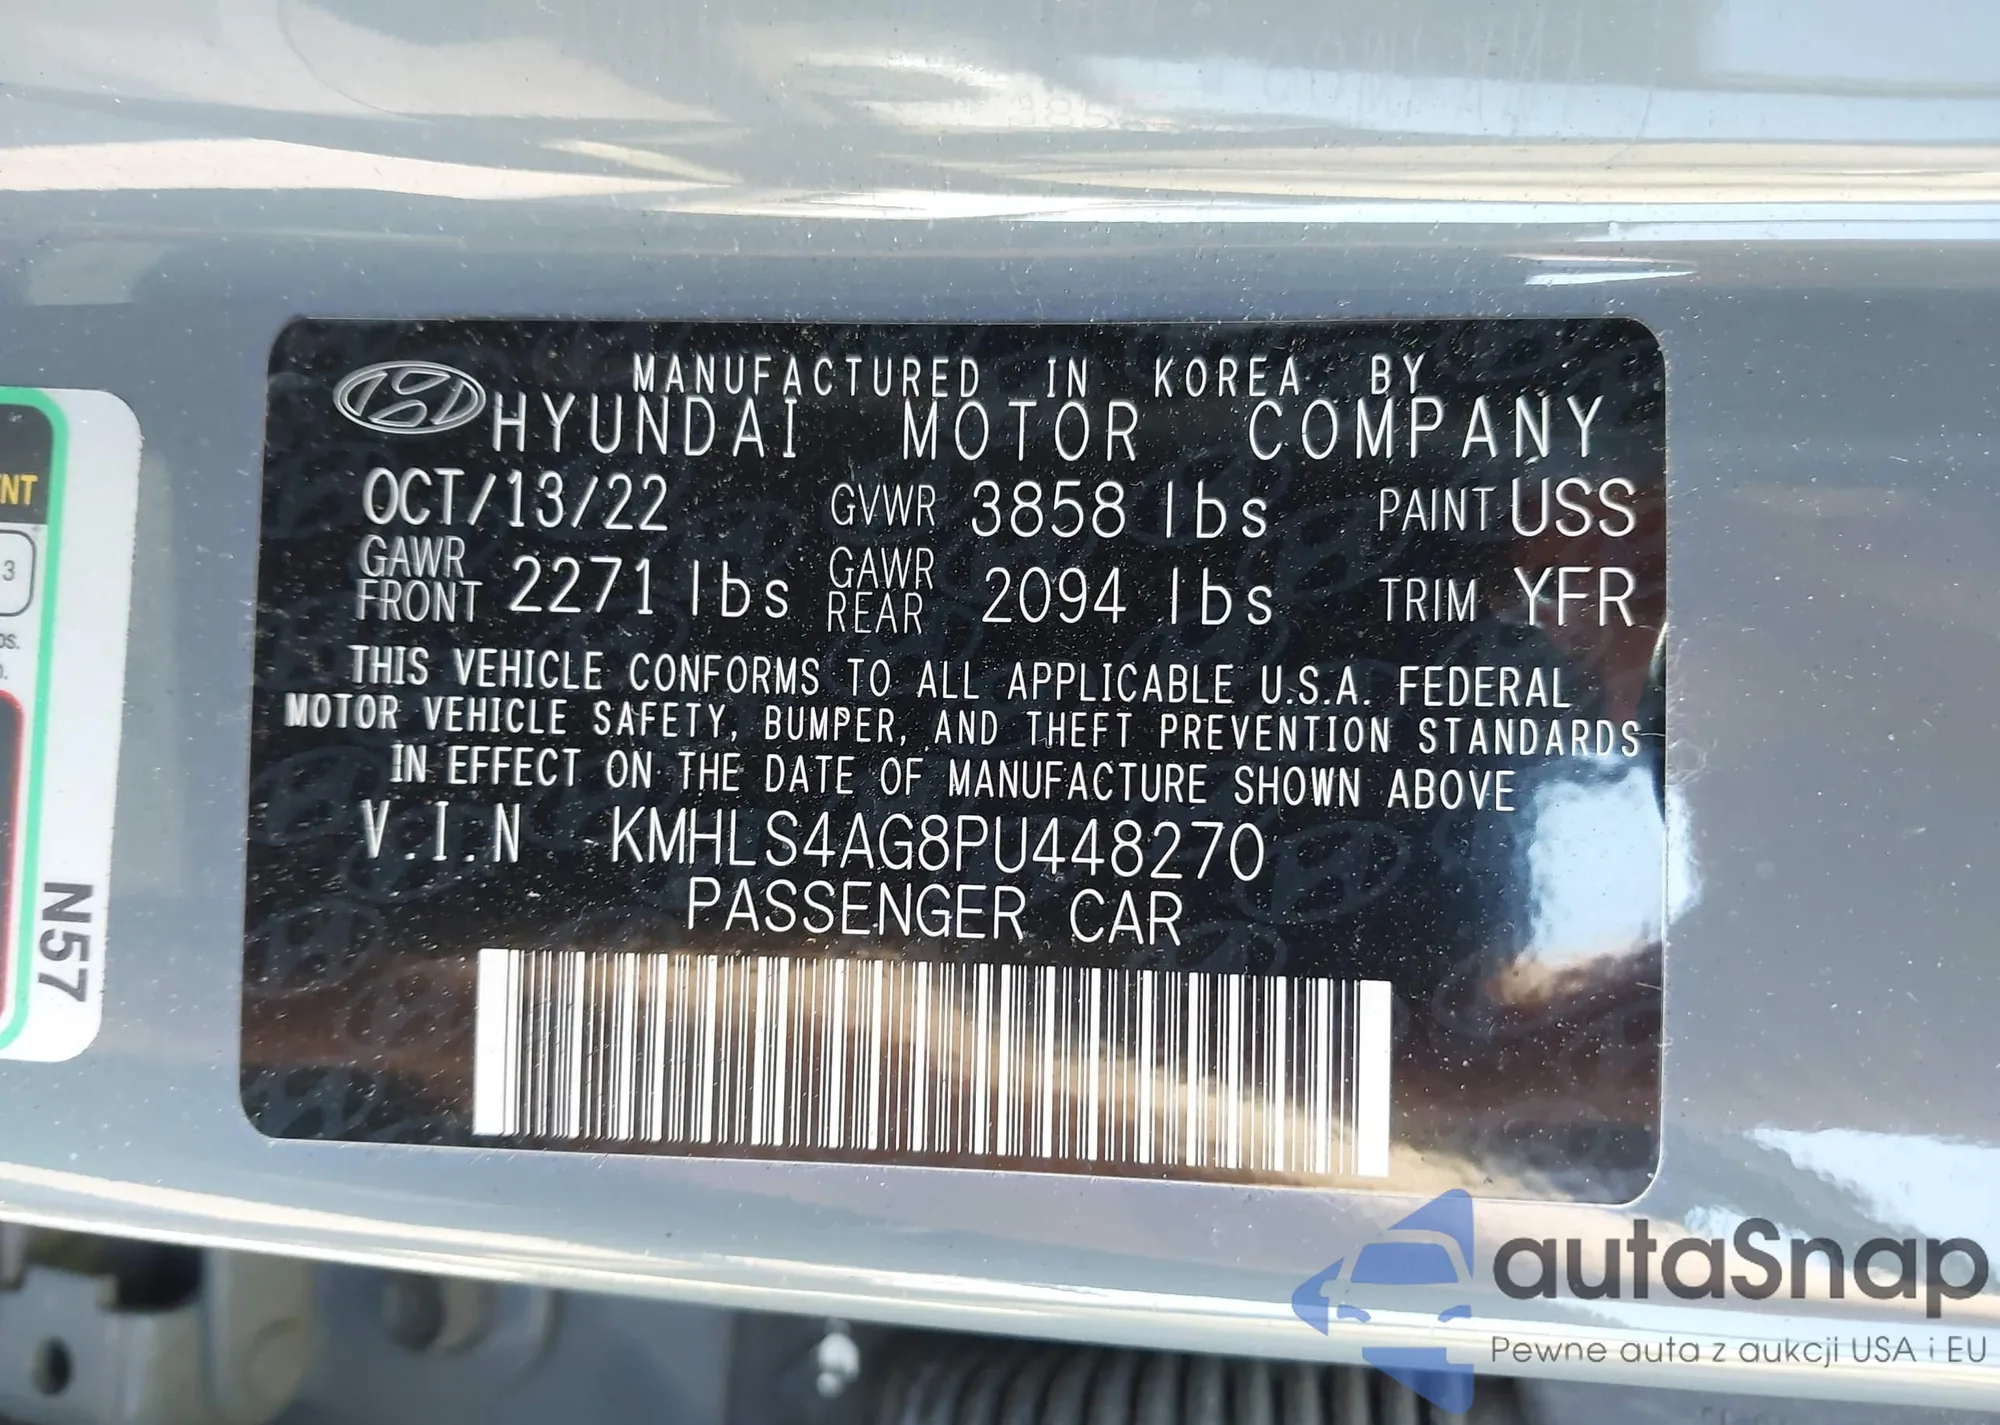 MANUFACTURED IN KOREA BY
HYUNDAI MOTOR COMPANY
OCT/13/22 GVWR 3858 lbs PAINT USS
GAWR FRONT 2271 lbs GAWR REAR 2094 lbs TRIM YFR
THIS VEHICLE CONFORMS TO ALL APPLICABLE U.S.A. FEDERAL
MOTOR VEHICLE SAFETY, BUMPER, AND THEFT PREVENTION STANDARDS
IN EFFECT ON THE DATE OF MANUFACTURE SHOWN ABOVE
V.I.N KMHLS4AG8PU448270
PASSENGER CAR
3
N57
autaSnap
Pewne auta z aukcji USA i EU